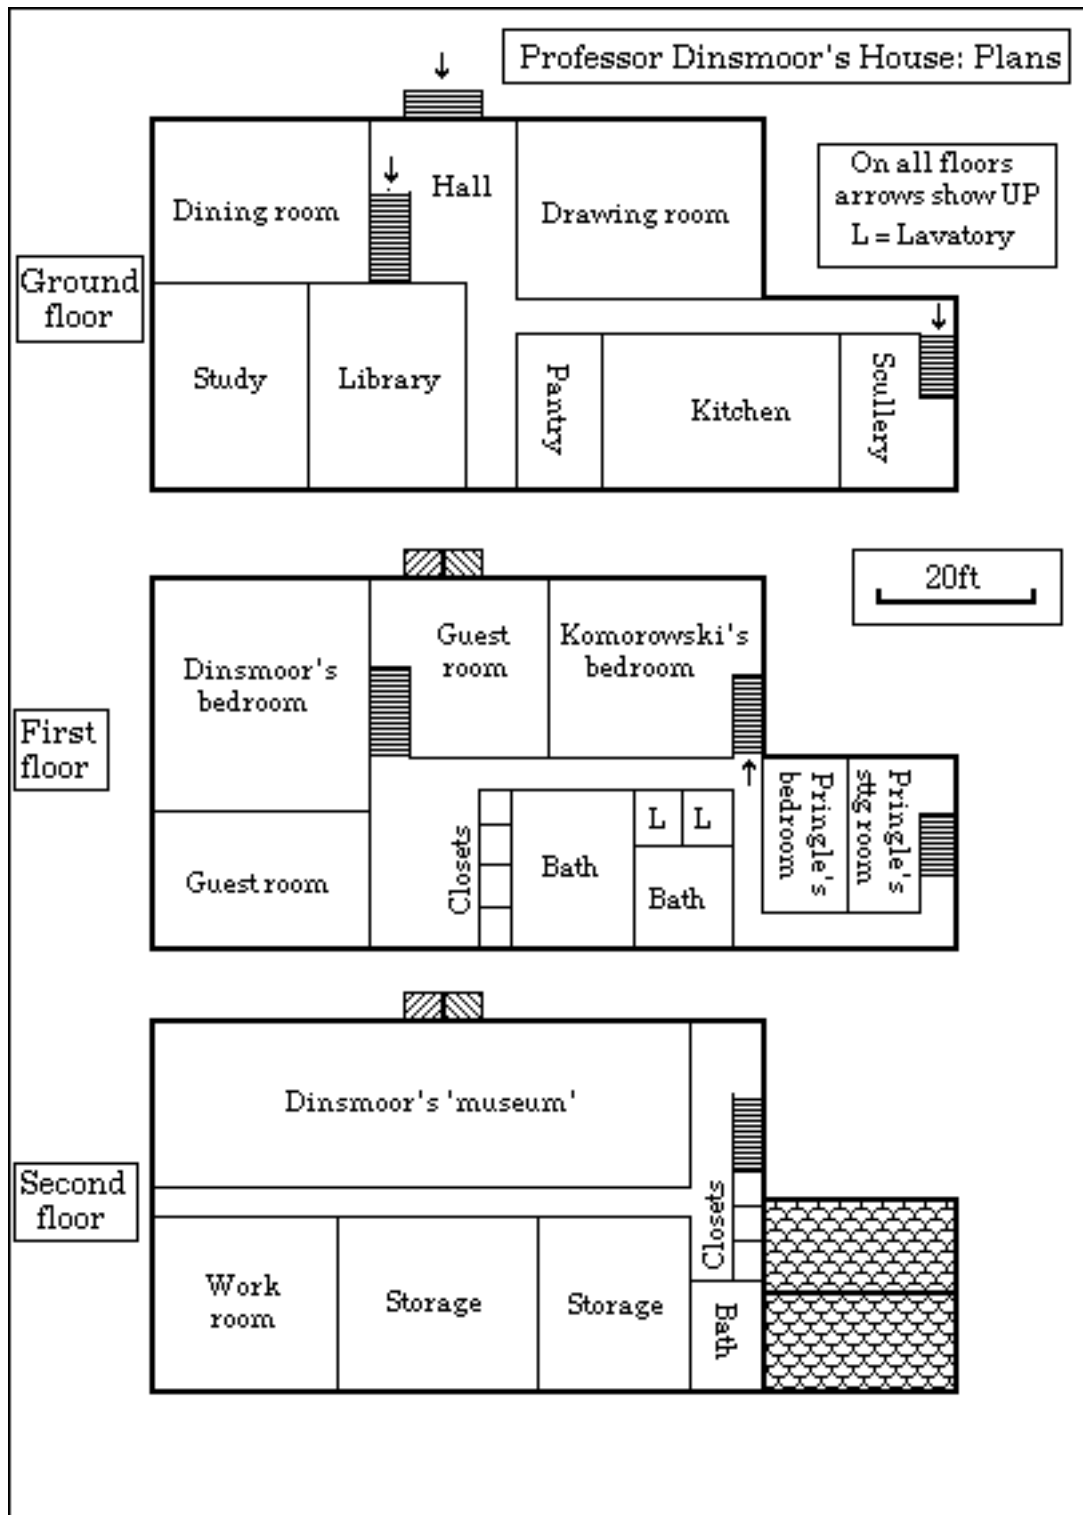 Professor Dinsmoor's House: Plans
On all floors
arrows show UP
L = Lavatory
Ground
floor
Dining room
Hall
Drawing room
Study
Library
Pantry
Kitchen
Scullery
20ft
First
floor
Dinsmoor's
bedroom
Guest
room
Komorowski's
bedroom
Guest room
Closets
Bath
L
L
Bath
Pringle's
bedroom
Pringle's
sttg room
Second
floor
Dinsmoor's 'museum'
Closets
Work
room
Storage
Storage
Bath